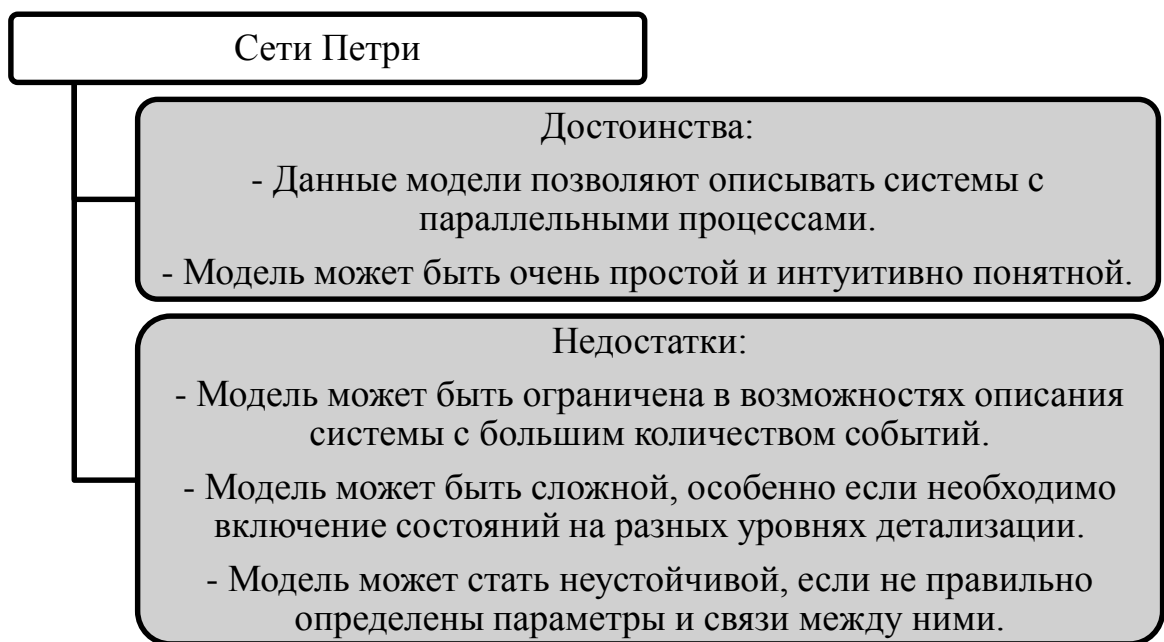 Сети Петри
Достоинства:
- Данные модели позволяют описывать системы с
параллельными процессами.
- Модель может быть очень простой и интуитивно понятной.
Недостатки:
- Модель может быть ограничена в возможностях описания
системы с большим количеством событий.
- Модель может быть сложной, особенно если необходимо
включение состояний на разных уровнях детализации.
- Модель может стать неустойчивой, если не правильно
определены параметры и связи между ними.